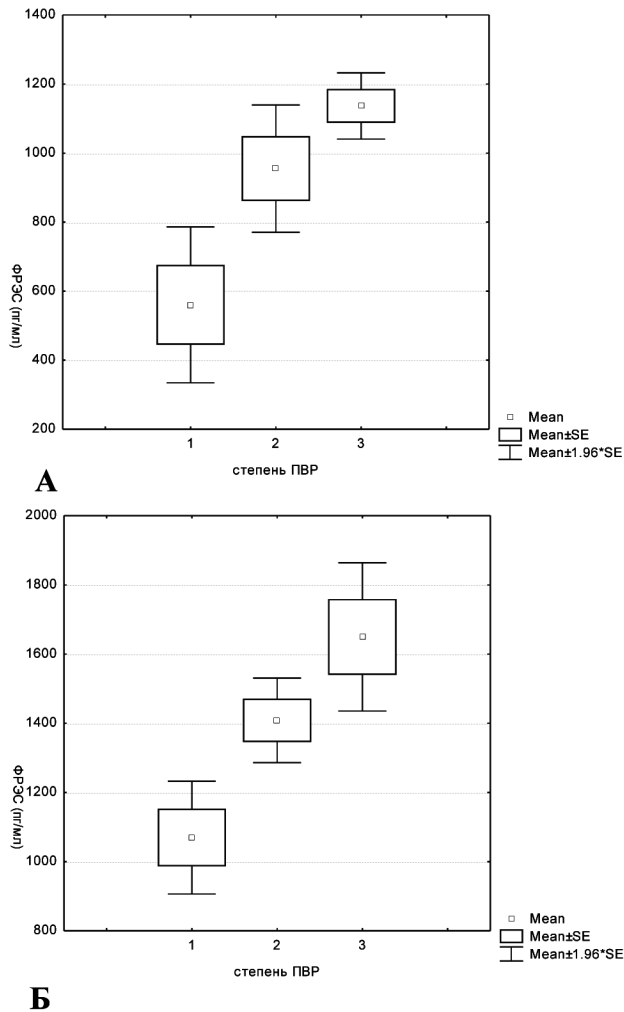 1400
1200
1000
800
600
400
200
ФРЭС (пг/мл)
1 2 3
степень ПВР
Mean
Mean±SE
Mean±1.96*SE
А
2000
1800
1600
1400
1200
1000
800
ФРЭС (пг/мл)
1 2 3
степень ПВР
Mean
Mean±SE
Mean±1.96*SE
Б